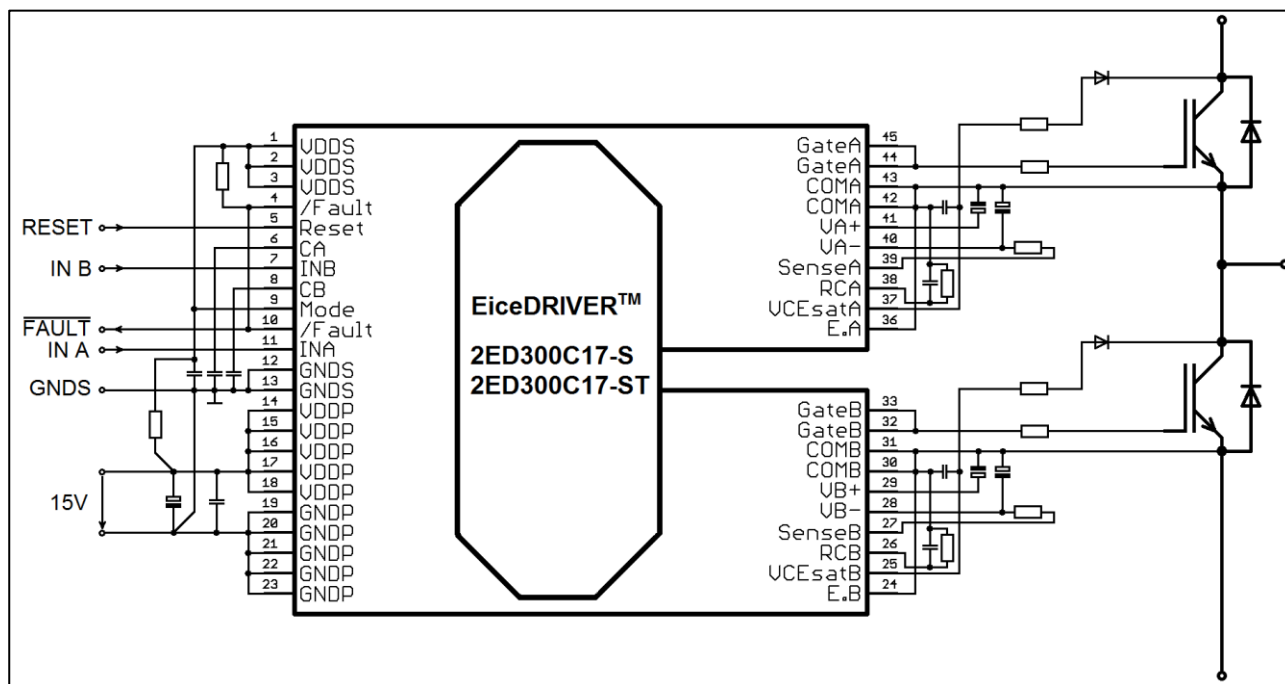 1 VDDS
2 VDDS
3 VDDS
4 /Fault
RESET 5 Reset
6 CA
IN B 7 INB
8 CB
9 Mode
FAULT 10 /Fault
IN A 11 INA
12 GNDS
GNDS 13 GNDS
14 VDDP
15 VDDP
16 VDDP
17 VDDP
15V 18 VDDP
19 GNDP
20 GNDP
21 GNDP
22 GNDP
23 GNDP
EiceDRIVER™
2ED300C17-S
2ED300C17-ST
GateA 45
GateA 44
COMA 43
COMA 42
VA+ 41
VA- 40
SenseA 39
RCA 38
VCEsatA 37
E.A 36
GateB 33
GateB 32
COMB 31
COMB 30
VB+ 29
VB- 28
SenseB 27
RCB 26
VCEsatB 25
E.B 24